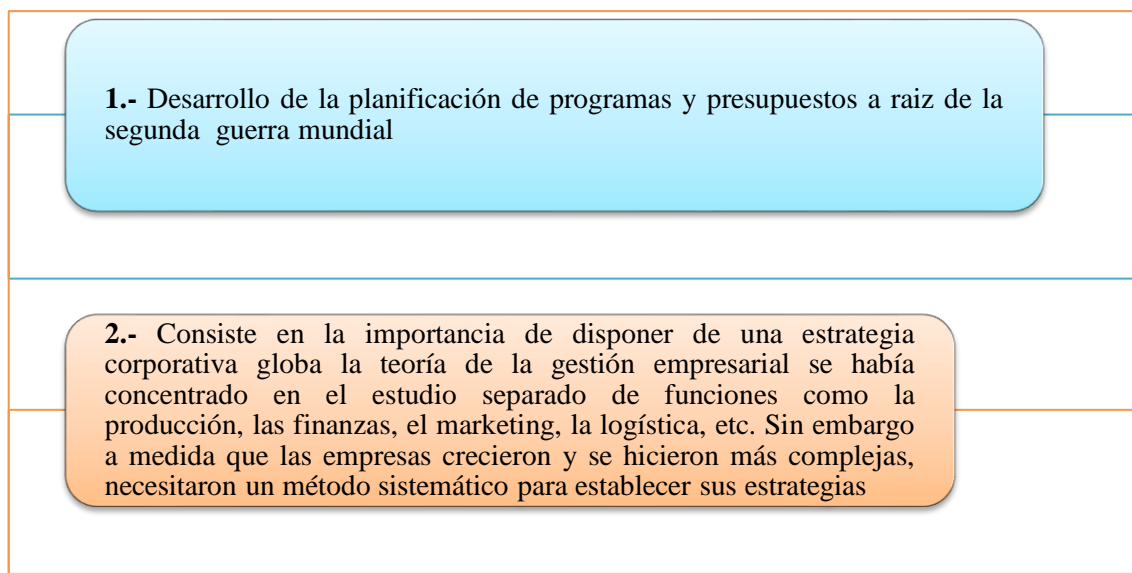 1.- Desarrollo de la planificación de programas y presupuestos a raiz de la
segunda guerra mundial
2.- Consiste en la importancia de disponer de una estrategia
corporativa globa la teoría de la gestión empresarial se había
concentrado en el estudio separado de funciones como la
producción, las finanzas, el marketing, la logística, etc. Sin embargo
a medida que las empresas crecieron y se hicieron más complejas,
necesitaron un método sistemático para establecer sus estrategias